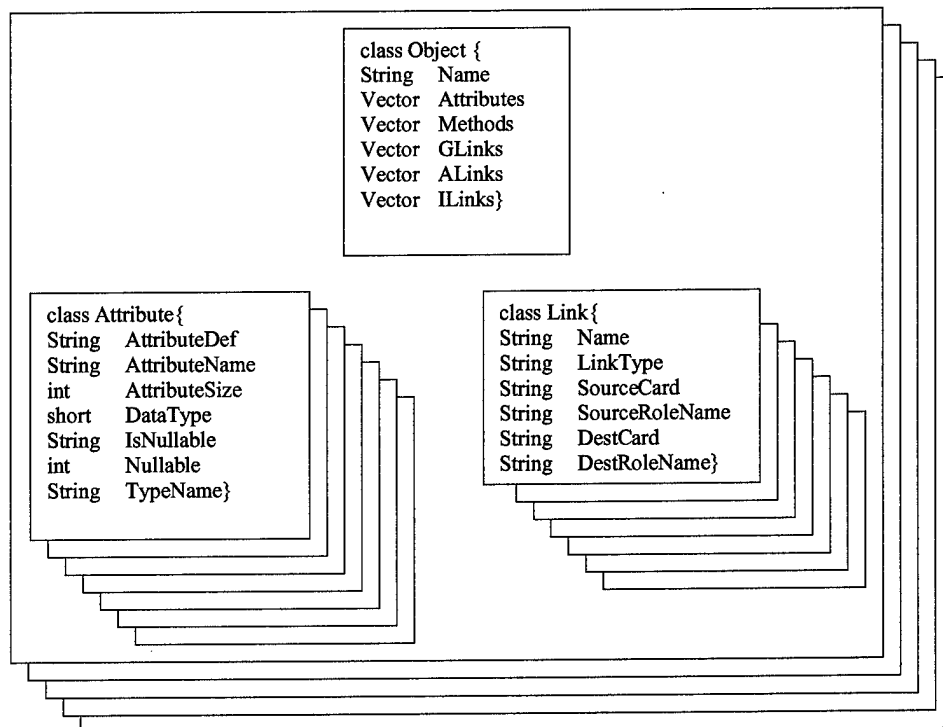 class Object {
String Name
Vector Attributes
Vector Methods
Vector GLinks
Vector ALinks
Vector ILinks}
class Attribute{
String AttributeDef
String AttributeName
int AttributeSize
short DataType
String IsNullable
int Nullable
String TypeName}
class Link{
String Name
String LinkType
String SourceCard
String SourceRoleName
String DestCard
String DestRoleName}